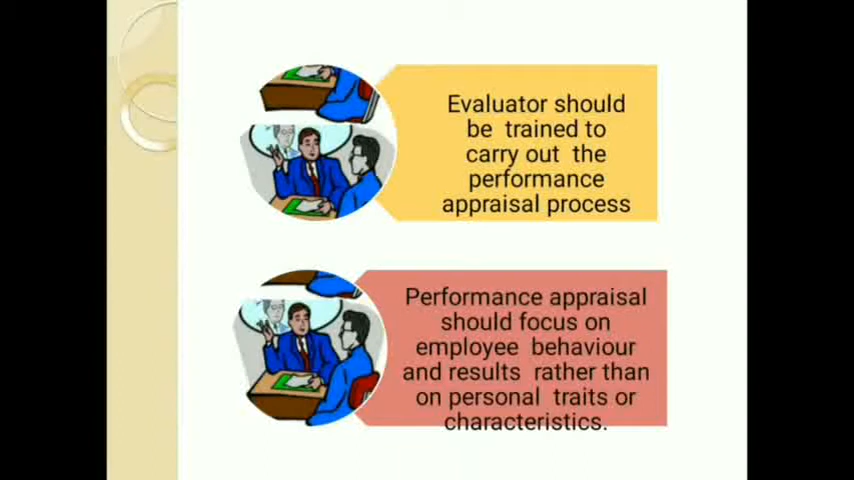 Evaluator should
be trained to
carry out the
performance
appraisal process
Performance appraisal
should focus on
employee behaviour
and results rather than
on personal traits or
characteristics.